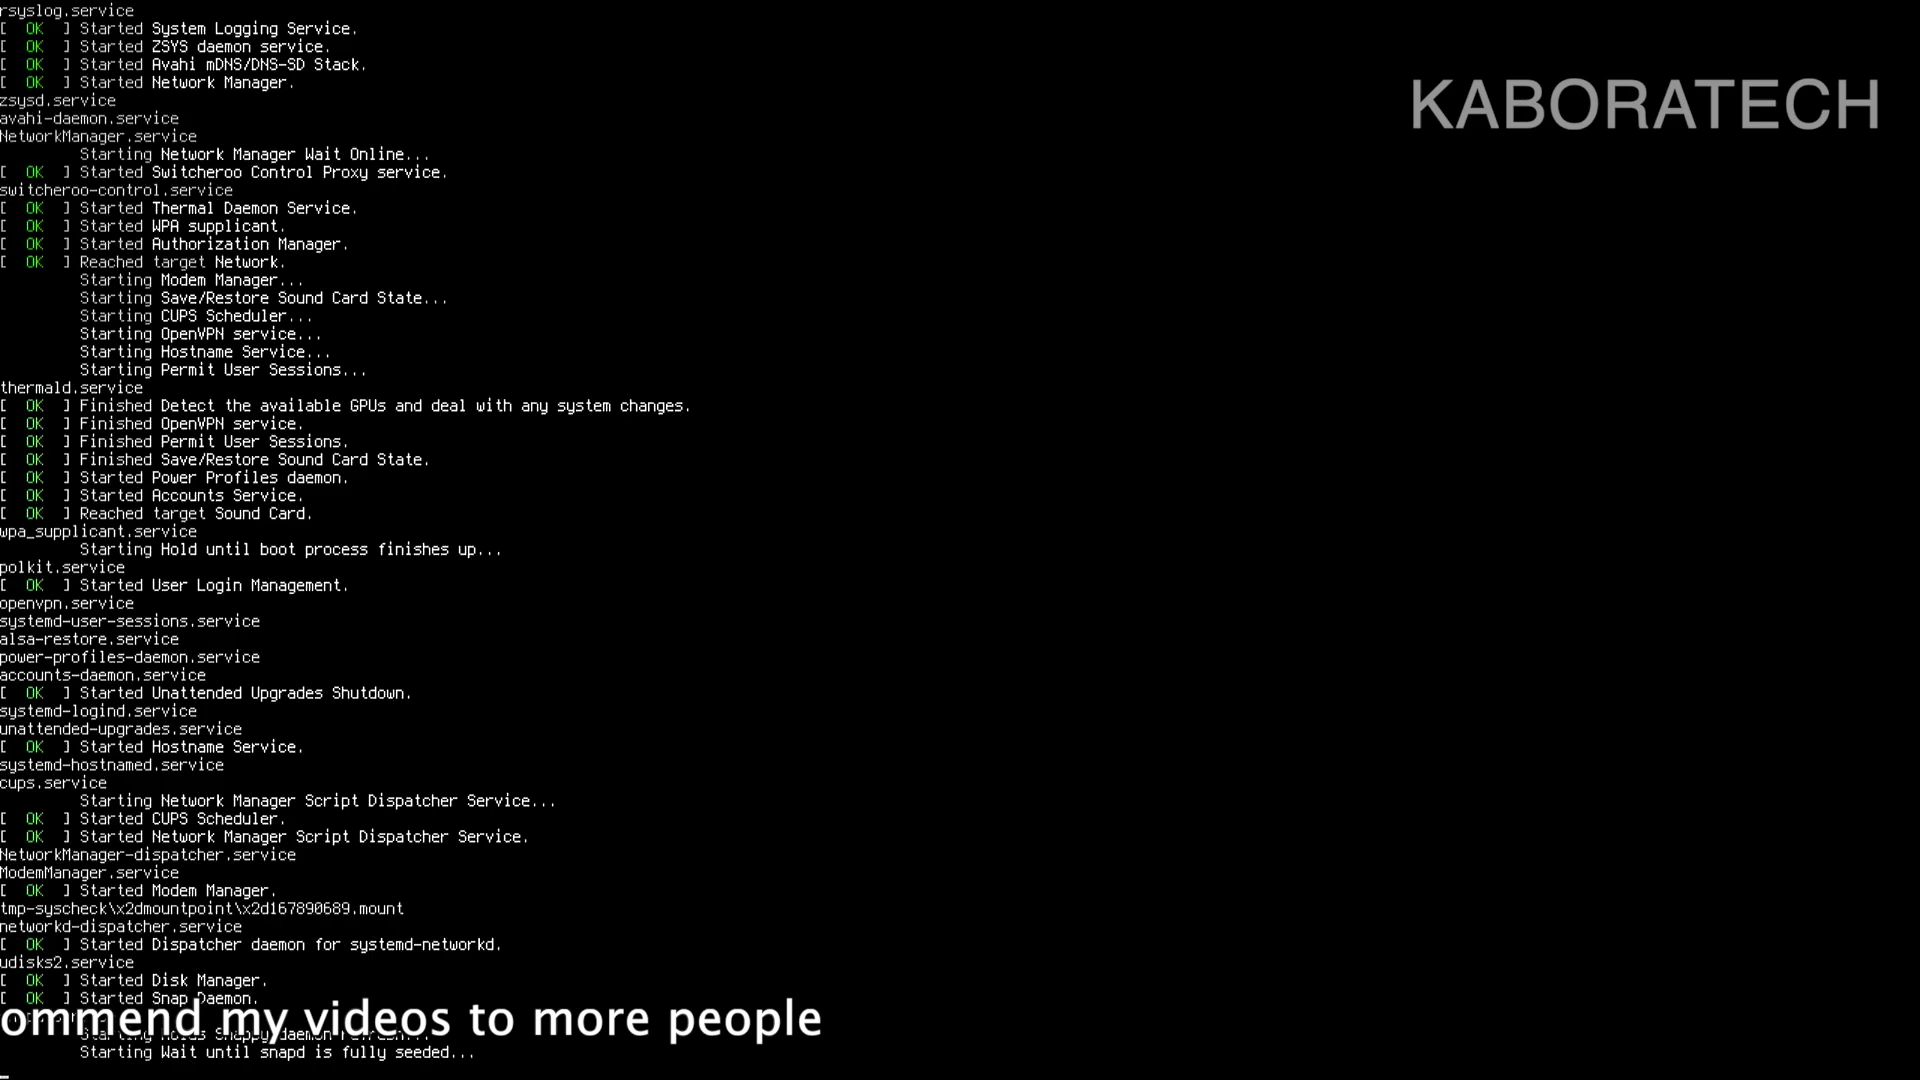 rsyslog.service
[  OK  ] Started System Logging Service.
[  OK  ] Started ZSYS daemon service.
[  OK  ] Started Avahi mDNS/DNS-SD Stack.
[  OK  ] Started Network Manager.
zsysd.service
avahi-daemon.service
NetworkManager.service
Starting Network Manager Wait Online...
[  OK  ] Started Switcheroo Control Proxy service.
switcheroo-control.service
[  OK  ] Started Thermal Daemon Service.
[  OK  ] Started WPA supplicant.
[  OK  ] Started Authorization Manager.
[  OK  ] Reached target Network.
Starting Modem Manager...
Starting Save/Restore Sound Card State...
Starting CUPS Scheduler...
Starting OpenVPN service...
Starting Hostname Service...
Starting Permit User Sessions...
thermald.service
[  OK  ] Finished Detect the available GPUs and deal with any system changes.
[  OK  ] Finished OpenVPN service.
[  OK  ] Finished Permit User Sessions.
[  OK  ] Finished Save/Restore Sound Card State.
[  OK  ] Started Power Profiles daemon.
[  OK  ] Started Accounts Service.
[  OK  ] Reached target Sound Card.
wpa_supplicant.service
Starting Hold until boot process finishes up...
polkit.service
[  OK  ] Started User Login Management.
openvpn.service
systemd-user-sessions.service
alsa-restore.service
power-profiles-daemon.service
accounts-daemon.service
[  OK  ] Started Unattended Upgrades Shutdown.
systemd-logind.service
unattended-upgrades.service
[  OK  ] Started Hostname Service.
systemd-hostnamed.service
cups.service
Starting Network Manager Script Dispatcher Service...
[  OK  ] Started CUPS Scheduler.
[  OK  ] Started Network Manager Script Dispatcher Service.
NetworkManager-dispatcher.service
ModemManager.service
[  OK  ] Started Modem Manager.
tmp-syscheck\x2dmountpoint\x2d167890689.mount
networkd-dispatcher.service
[  OK  ] Started Dispatcher daemon for systemd-networkd.
udisks2.service
[  OK  ] Started Disk Manager.
[  OK  ] Started Snap Daemon.
ommend my videos to more people
Starting Holds Snappy daemon refresh...
Starting Wait until snapd is fully seeded...
KABORATECH